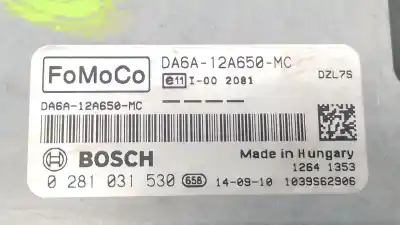 FoMoCo
DA6A-12A650-MC
e11 I-00 2081
DZL7S
DA6A-12A650-MC
BOSCH
Made in Hungary
1264 1353
0 281 031 530 658 14-09-10 1039S62906